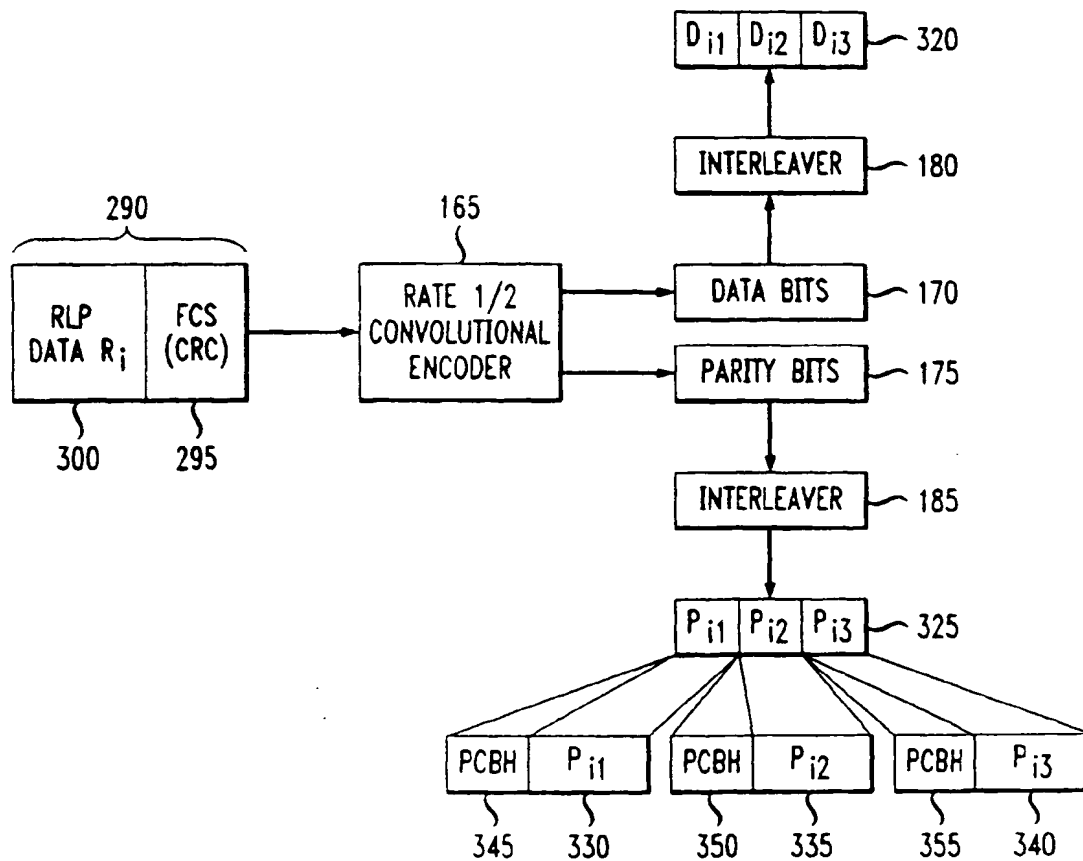 D_i1 D_i2 D_i3 320
INTERLEAVER 180
290
165
RLP DATA R_i
FCS (CRC)
RATE 1/2
CONVOLUTIONAL
ENCODER
DATA BITS 170
PARITY BITS 175
300 295
INTERLEAVER 185
P_i1 P_i2 P_i3 325
PCBH P_i1 PCBH P_i2 PCBH P_i3
345 330 350 335 355 340